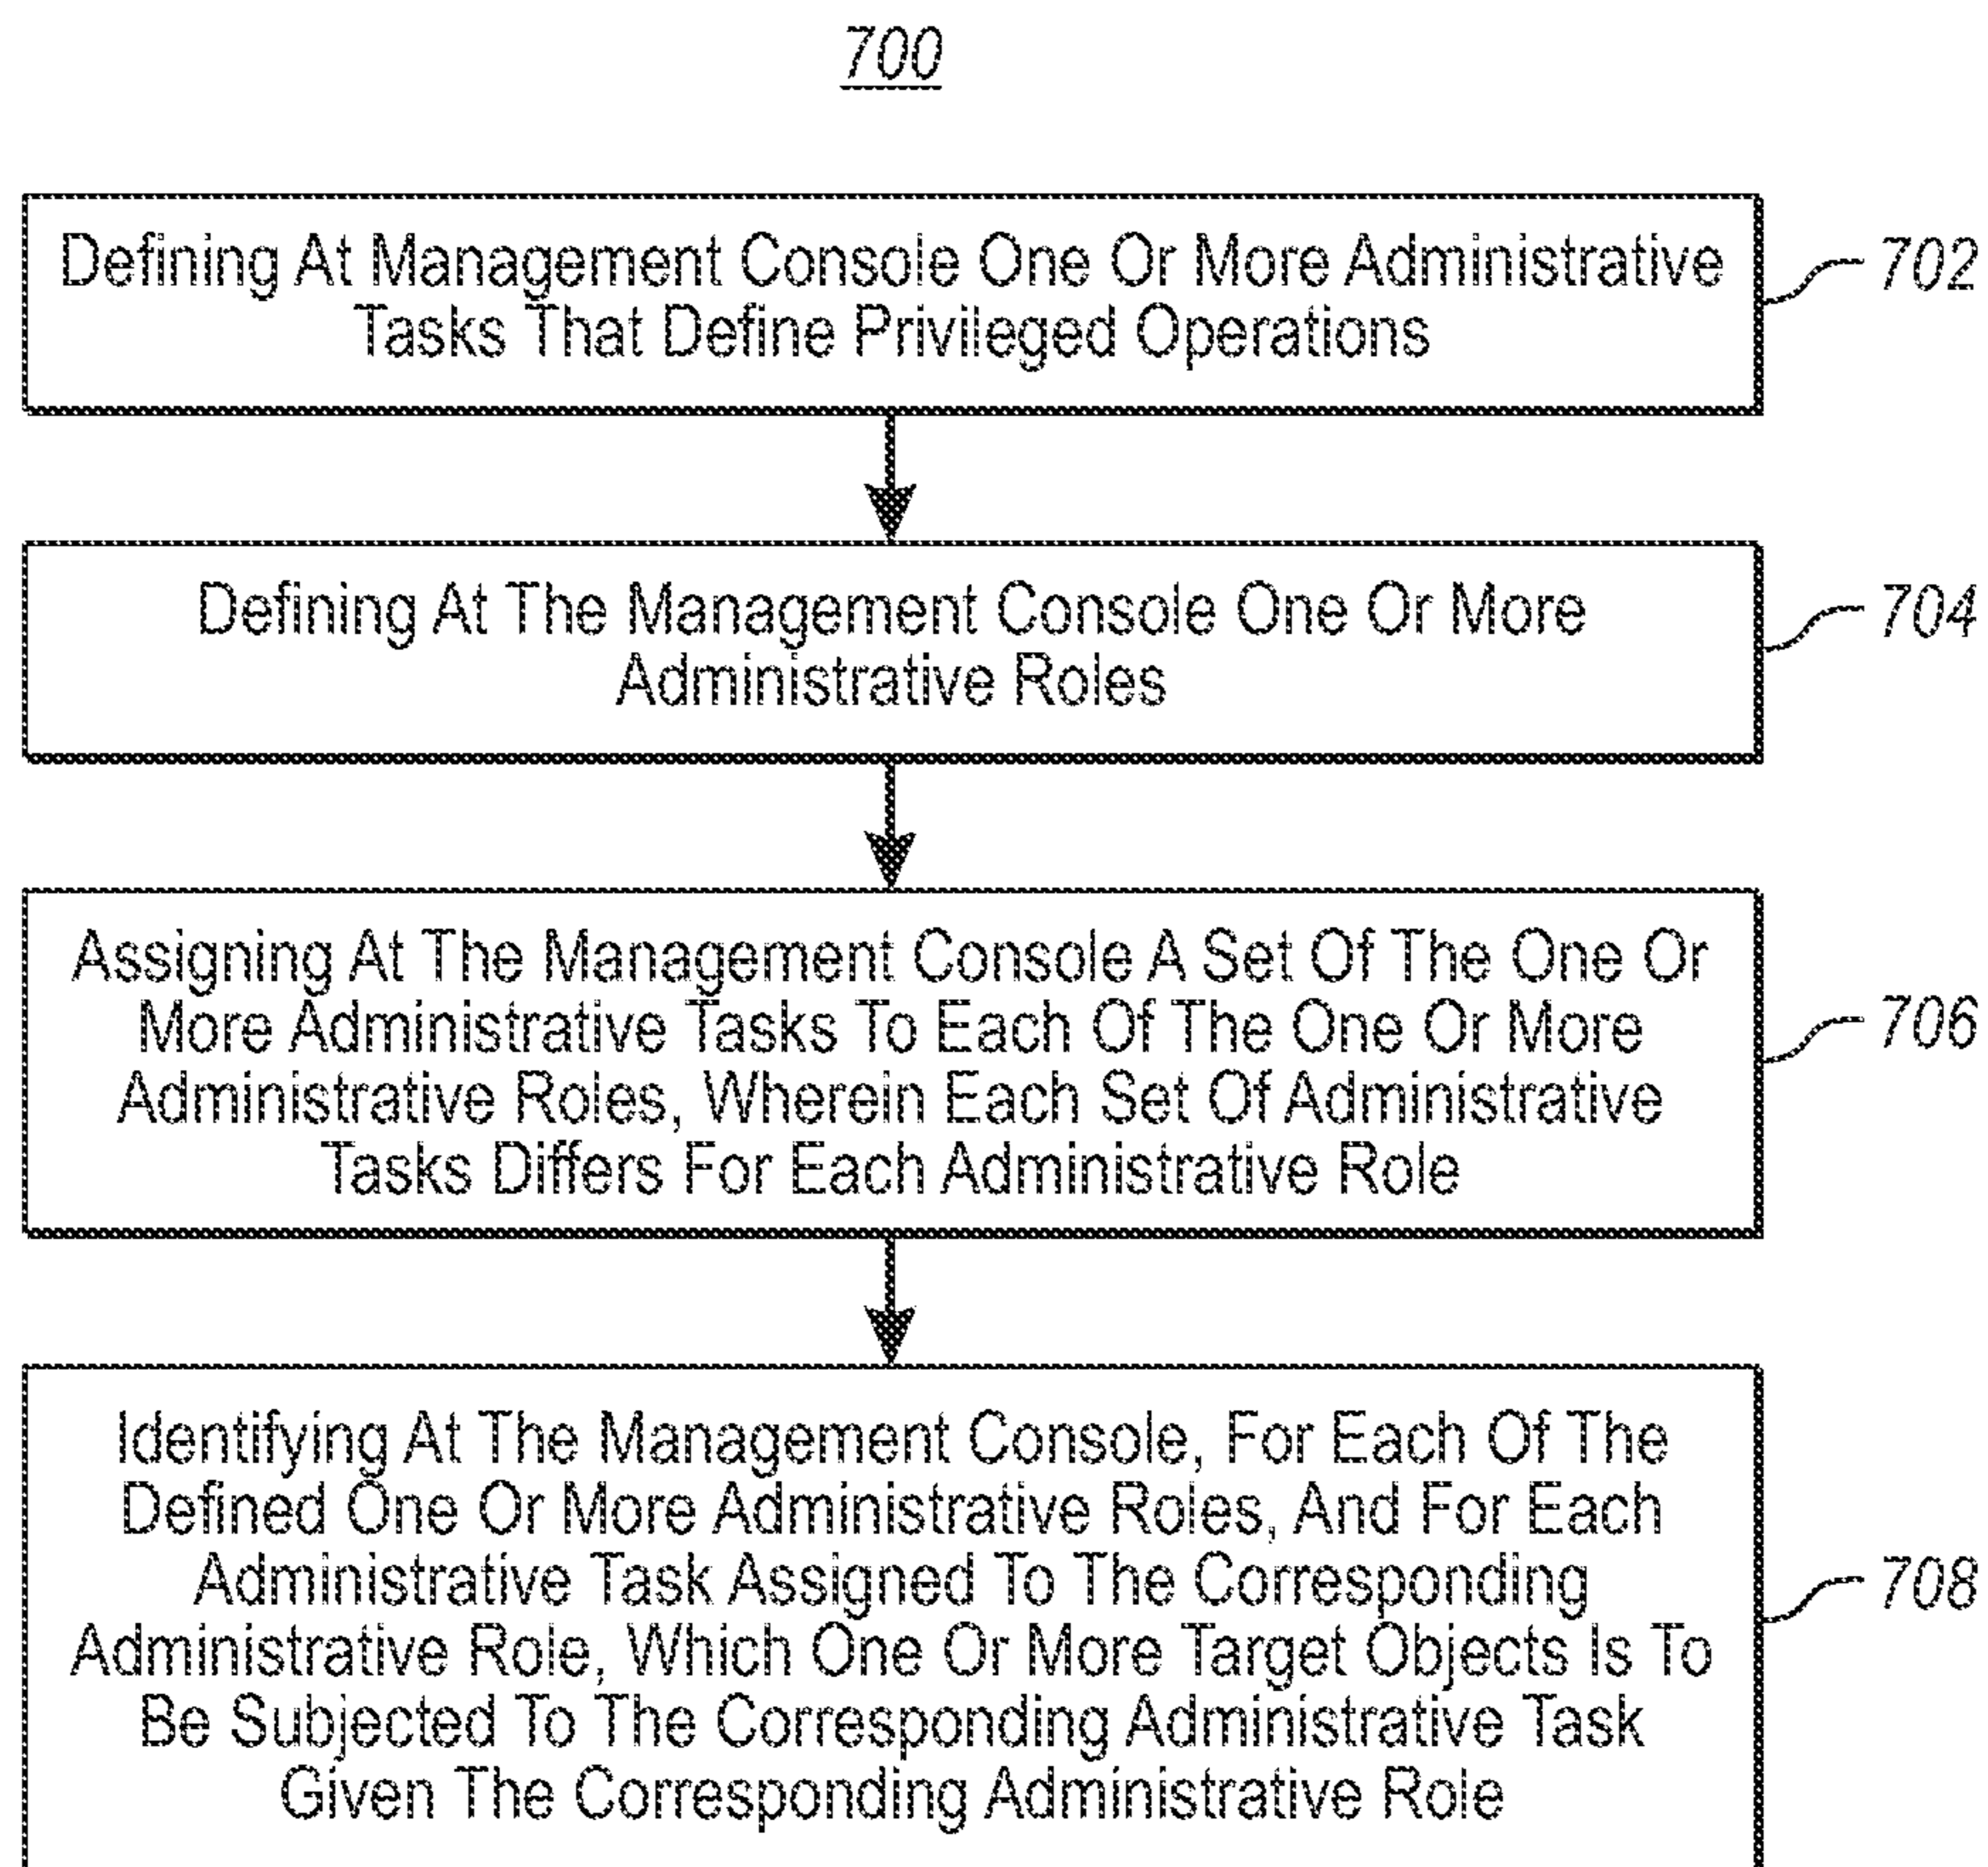 700
Defining At Management Console One Or More Administrative
Tasks That Define Privileged Operations
702
Defining At The Management Console One Or More
Administrative Roles
704
Assigning At The Management Console A Set Of The One Or
More Administrative Tasks To Each Of The One Or More
Administrative Roles, Wherein Each Set Of Administrative
Tasks Differs For Each Administrative Role
706
Identifying At The Management Console, For Each Of The
Defined One Or More Administrative Roles, And For Each
Administrative Task Assigned To The Corresponding
Administrative Role, Which One Or More Target Objects Is To
Be Subjected To The Corresponding Administrative Task
Given The Corresponding Administrative Role
708